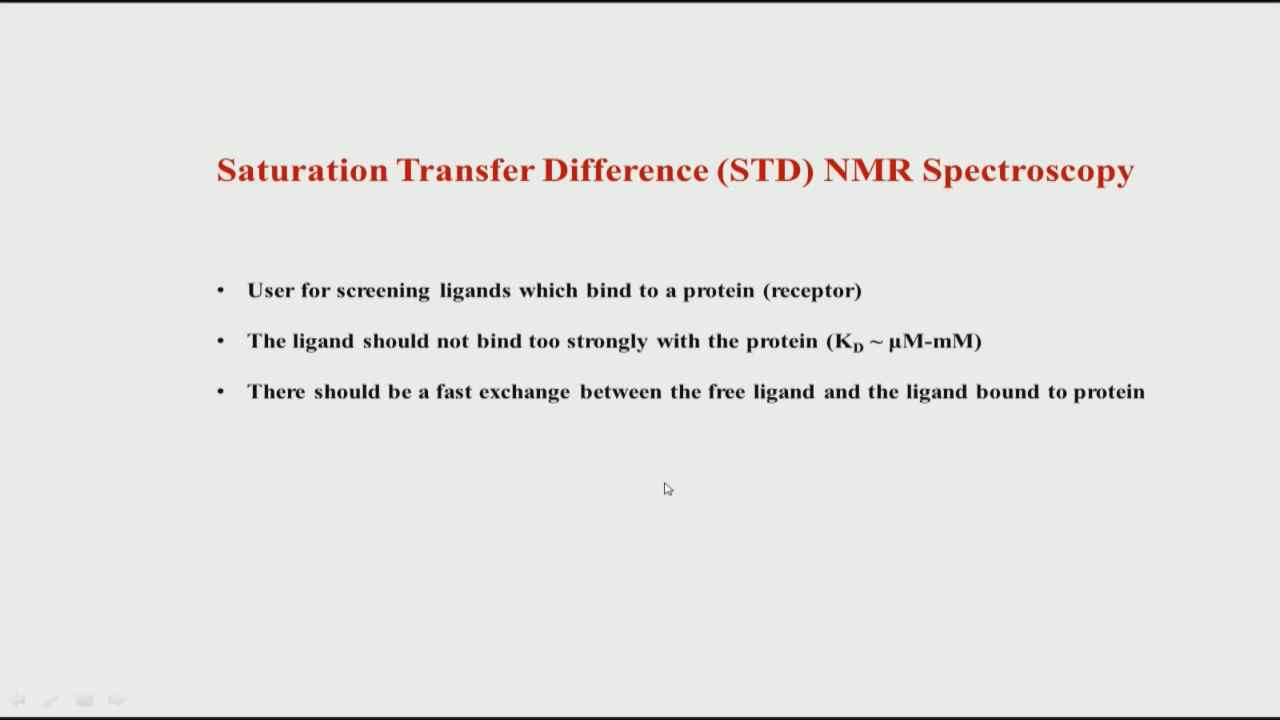 Saturation Transfer Difference (STD) NMR Spectroscopy
• User for screening ligands which bind to a protein (receptor)
• The ligand should not bind too strongly with the protein (K_D ~ µM-mM)
• There should be a fast exchange between the free ligand and the ligand bound to protein